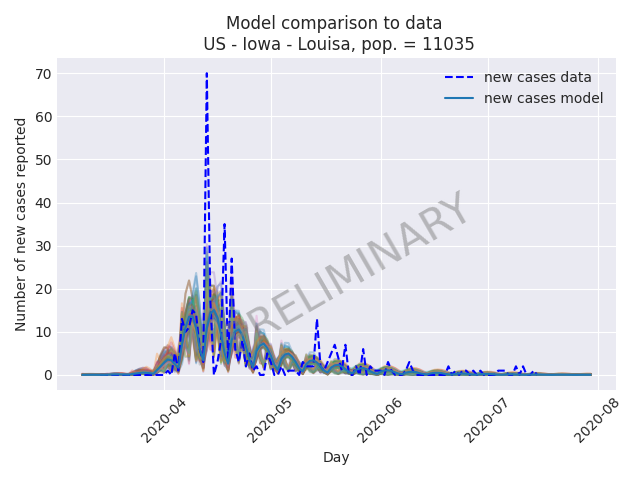 Model comparison to data
US - Iowa - Louisa, pop. = 11035
new cases data
new cases model
Number of new cases reported
70
60
50
40
30
20
10
0
PRELIMINARY
2020-04
2020-05
2020-06
2020-07
2020-08
Day